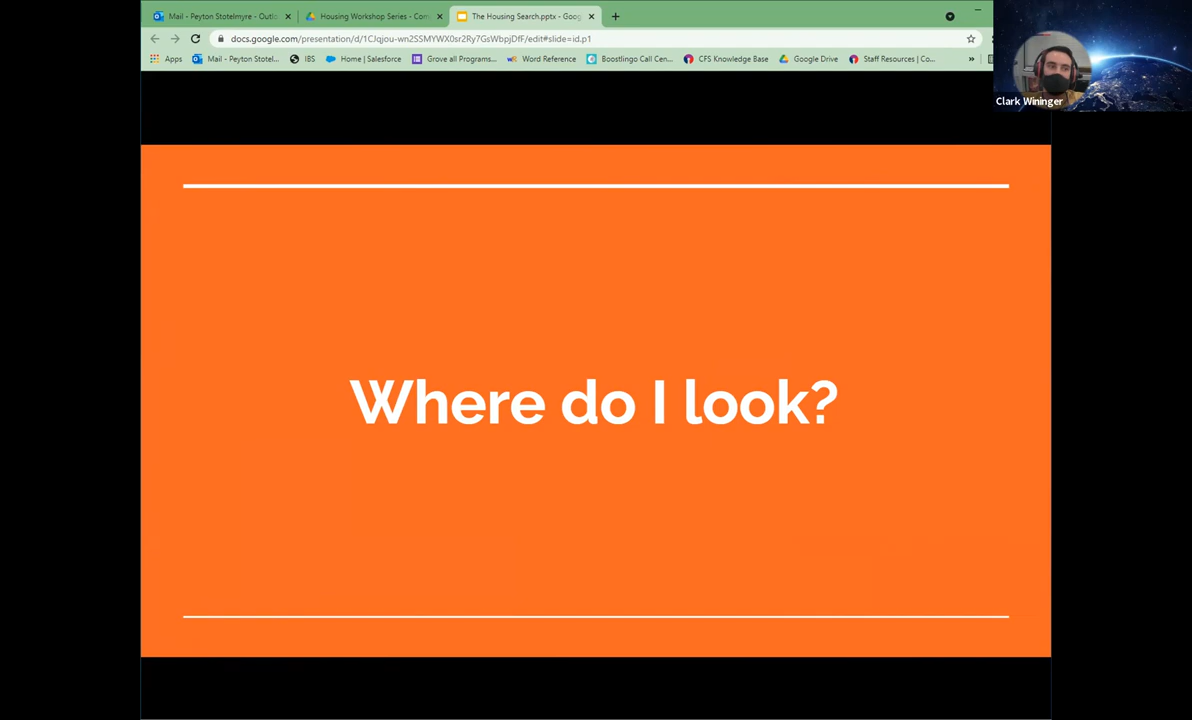 Mail - Peyton Stotelmyre - Outlo
Housing Workshop Series - Com
The Housing Search.pptx - Goog
docs.google.com/presentation/d/1CJqjou-wn2SSMYWX0sr2Ry7GsWbpjDfF/edit#slide=id.p1
Apps
Mail - Peyton Stotel...
IBS
Home | Salesforce
Grove all Programs...
Word Reference
Boostlingo Call Cen...
CFS Knowledge Base
Google Drive
Staff Resources | Co...
»
Clark Wininger
Where do I look?